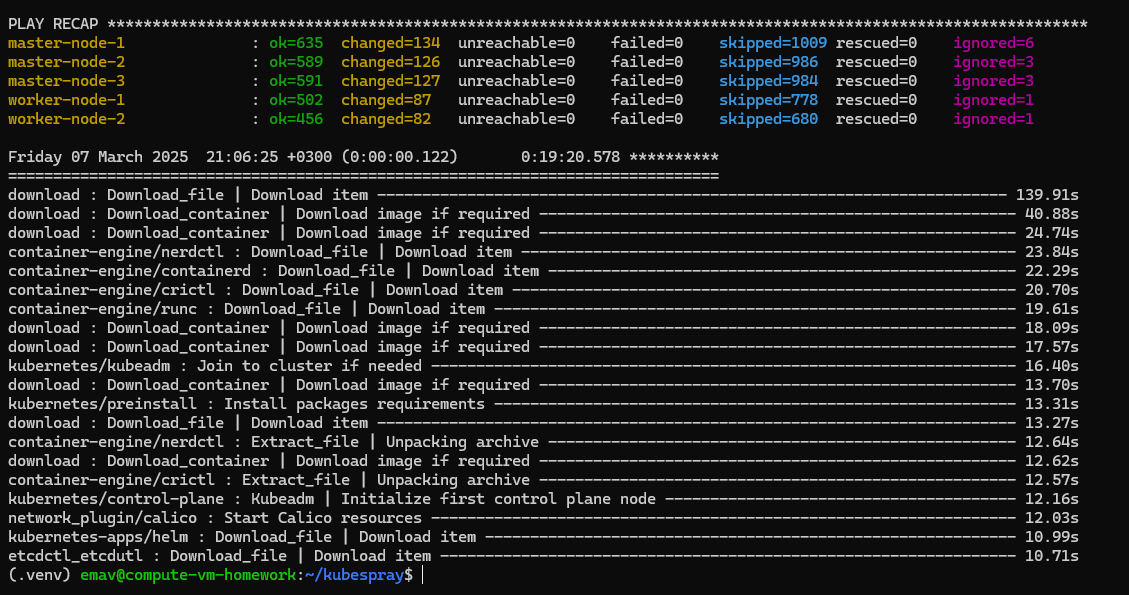 PLAY RECAP *************************************************************************************************************
master-node-1              : ok=635  changed=134  unreachable=0    failed=0    skipped=1009 rescued=0    ignored=6
master-node-2              : ok=589  changed=126  unreachable=0    failed=0    skipped=986  rescued=0    ignored=3
master-node-3              : ok=591  changed=127  unreachable=0    failed=0    skipped=984  rescued=0    ignored=3
worker-node-1              : ok=502  changed=87   unreachable=0    failed=0    skipped=778  rescued=0    ignored=1
worker-node-2              : ok=456  changed=82   unreachable=0    failed=0    skipped=680  rescued=0    ignored=1
Friday 07 March 2025  21:06:25 +0300 (0:00:00.122)       0:19:20.578 **********
===============================================================================
download : Download_file | Download item ---------------------------------------------------------------------- 139.91s
download : Download_container | Download image if required ----------------------------------------------------- 40.88s
download : Download_container | Download image if required ----------------------------------------------------- 24.74s
container-engine/nerdctl : Download_file | Download item ------------------------------------------------------- 23.84s
container-engine/containerd : Download_file | Download item ---------------------------------------------------- 22.29s
container-engine/crictl : Download_file | Download item -------------------------------------------------------- 20.70s
container-engine/runc : Download_file | Download item ---------------------------------------------------------- 19.61s
download : Download_container | Download image if required ----------------------------------------------------- 18.09s
download : Download_container | Download image if required ----------------------------------------------------- 17.57s
kubernetes/kubeadm : Join to cluster if needed ----------------------------------------------------------------- 16.40s
download : Download_container | Download image if required ----------------------------------------------------- 13.70s
kubernetes/preinstall : Install packages requirements ---------------------------------------------------------- 13.31s
download : Download_file | Download item ----------------------------------------------------------------------- 13.27s
container-engine/nerdctl : Extract_file | Unpacking archive ---------------------------------------------------- 12.64s
download : Download_container | Download image if required ----------------------------------------------------- 12.62s
container-engine/crictl : Extract_file | Unpacking archive ----------------------------------------------------- 12.57s
kubernetes/control-plane : Kubeadm | Initialize first control plane node --------------------------------------- 12.16s
network_plugin/calico : Start Calico resources ----------------------------------------------------------------- 12.03s
kubernetes-apps/helm : Download_file | Download item ----------------------------------------------------------- 10.99s
etcdctl_etcdutl : Download_file | Download item ---------------------------------------------------------------- 10.71s
(.venv) emav@compute-vm-homework:~/kubespray$